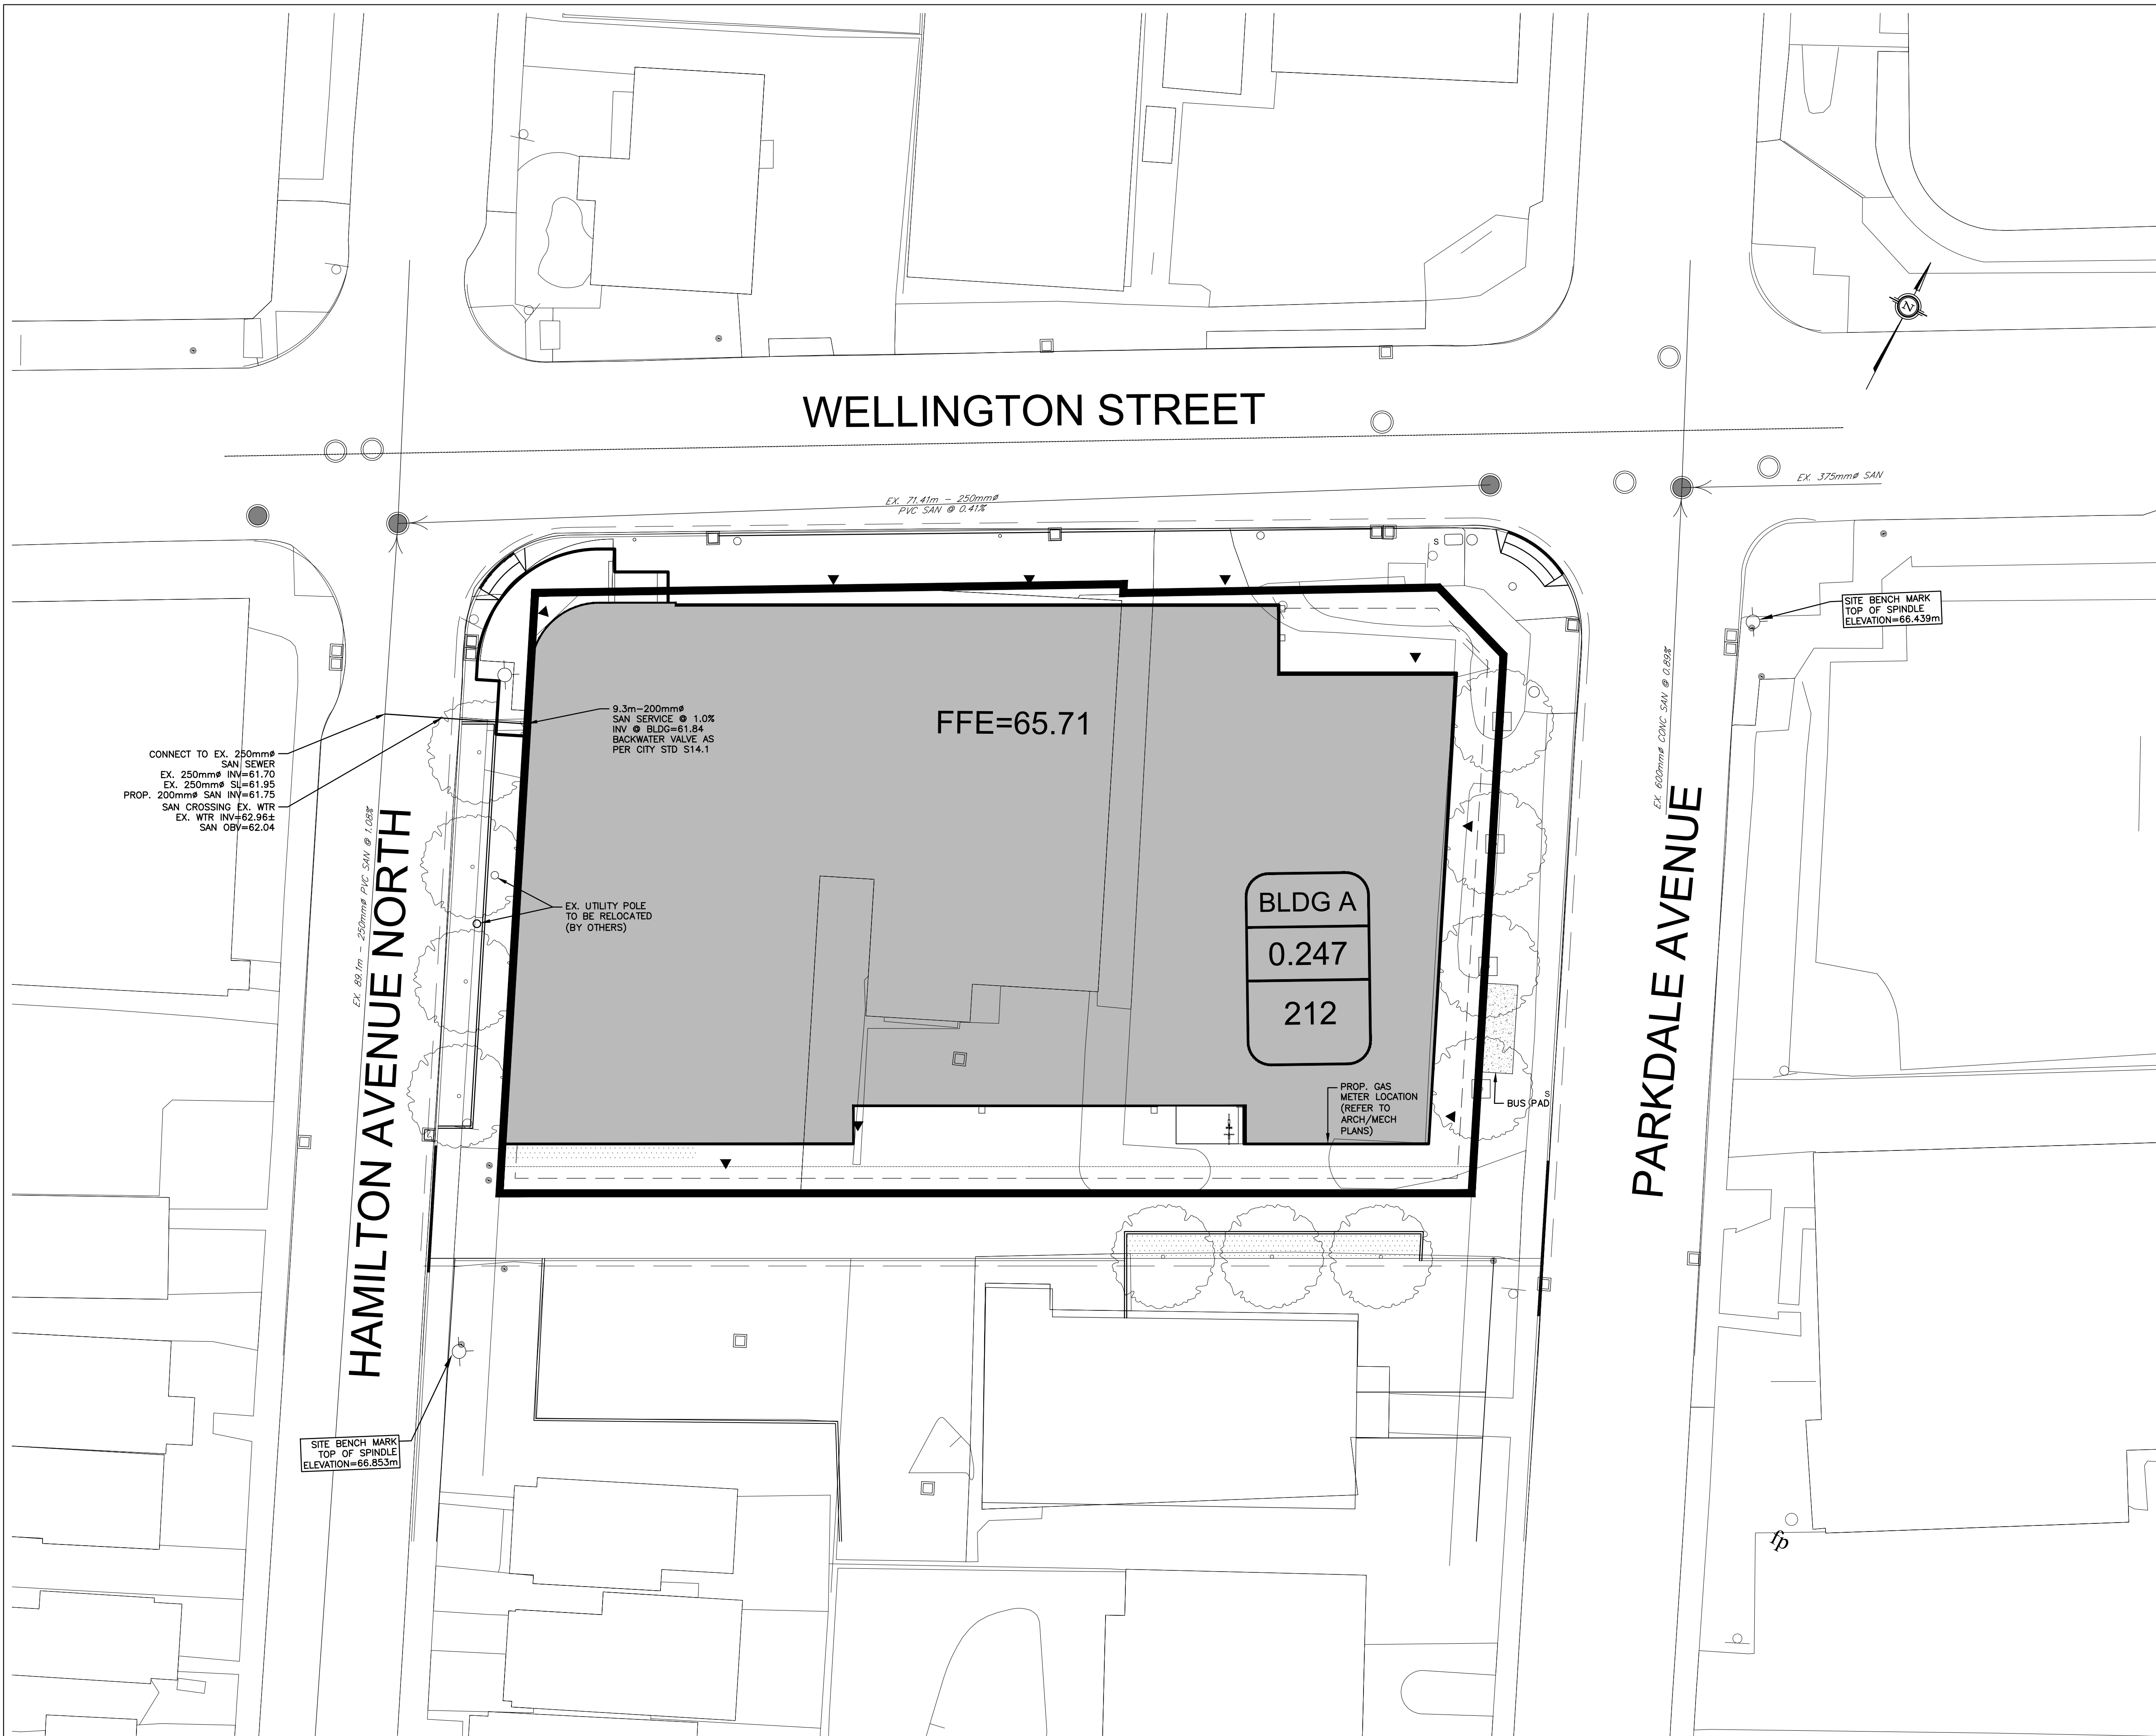 N
WELLINGTON STREET
EX. 375mmø SAN
EX. 71.41m - 250mmø
PVC SAN @ 0.41%
S
SITE BENCH MARK
TOP OF SPINDLE
ELEVATION=66.439m
9.3m-200mmø
SAN SERVICE @ 1.0%
INV @ BLDG=61.84
BACKWATER VALVE AS
PER CITY STD S14.1
FFE=65.71
EX. 600mmø CONC SAN @ 0.89%
CONNECT TO EX. 250mmø
SAN SEWER
EX. 250mmø INV=61.70
EX. 250mmø SL=61.95
PROP. 200mmø SAN INV=61.75
SAN CROSSING EX. WTR
EX. WTR INV=62.96±
SAN OBV=62.04
EX. 89.1m - 250mmø PVC SAN @ 1.08%
HAMILTON AVENUE NORTH
EX. UTILITY POLE
TO BE RELOCATED
(BY OTHERS)
BLDG A
0.247
212
PARKDALE AVENUE
PROP. GAS
METER LOCATION
(REFER TO
ARCH/MECH
PLANS)
S
BUS PAD
SITE BENCH MARK
TOP OF SPINDLE
ELEVATION=66.853m
fp